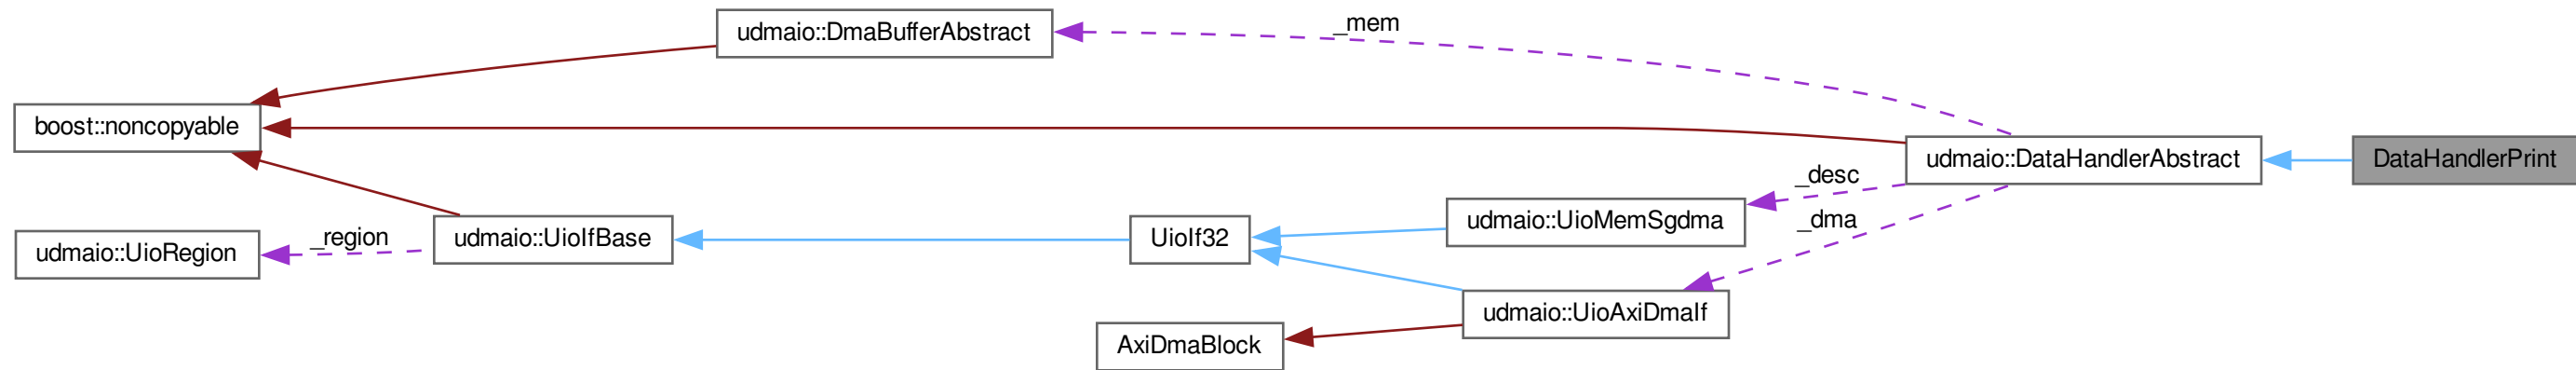 udmaio::DmaBufferAbstract
_mem
boost::noncopyable
udmaio::DataHandlerAbstract
DataHandlerPrint
_desc
udmaio::UioMemSgdma
_dma
UioIf32
udmaio::UioIfBase
_region
udmaio::UioRegion
udmaio::UioAxiDmaIf
AxiDmaBlock